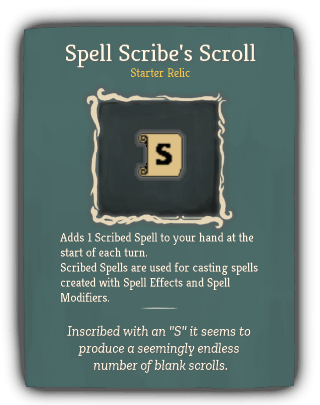 Spell Scribe's Scroll
Starter Relic
S
Adds 1 Scribed Spell to your hand at the
start of each turn.
Scribed Spells are used for casting spells
created with Spell Effects and Spell
Modifiers.
Inscribed with an "S" it seems to
produce a seemingly endless
number of blank scrolls.